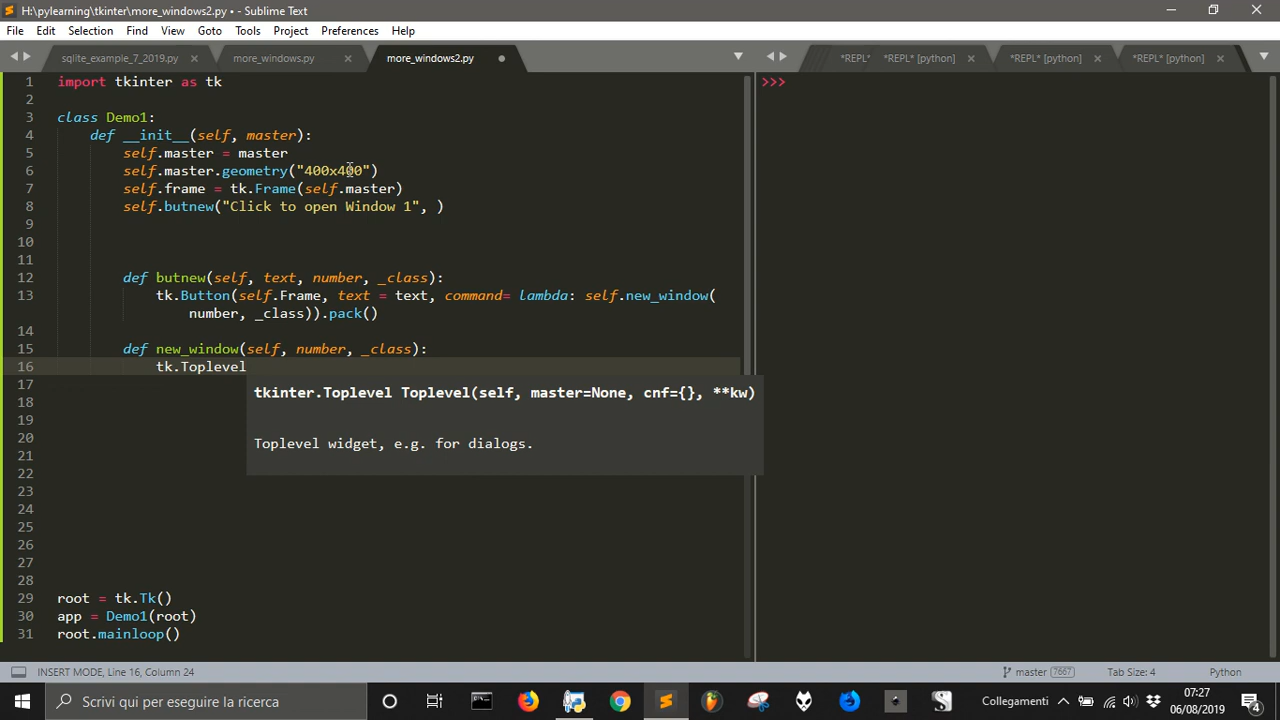 H:\pylearning\tkinter\more_windows2.py • - Sublime Text
File Edit Selection Find View Goto Tools Project Preferences Help
sqlite_example_7_2019.py more_windows.py more_windows2.py *REPL* *REPL* [python] *REPL* [python] *REPL* [python]
1 import tkinter as tk
2
3 class Demo1:
4 def __init__(self, master):
5 self.master = master
6 self.master.geometry("400x400")
7 self.frame = tk.Frame(self.master)
8 self.butnew("Click to open Window 1", )
9
10
11
12 def butnew(self, text, number, _class):
13 tk.Button(self.Frame, text = text, command= lambda: self.new_window(
number, _class)).pack()
14
15 def new_window(self, number, _class):
16 tk.Toplevel
17
tkinter.Toplevel Toplevel(self, master=None, cnf={}, **kw)
18
19
20
Toplevel widget, e.g. for dialogs.
21
22
23
24
25
26
27
28
29 root = tk.Tk()
30 app = Demo1(root)
31 root.mainloop()
>>>
INSERT MODE, Line 16, Column 24 master 7667 Tab Size: 4 Python
Scrivi qui per eseguire la ricerca Collegamenti 07:27
06/08/2019 4